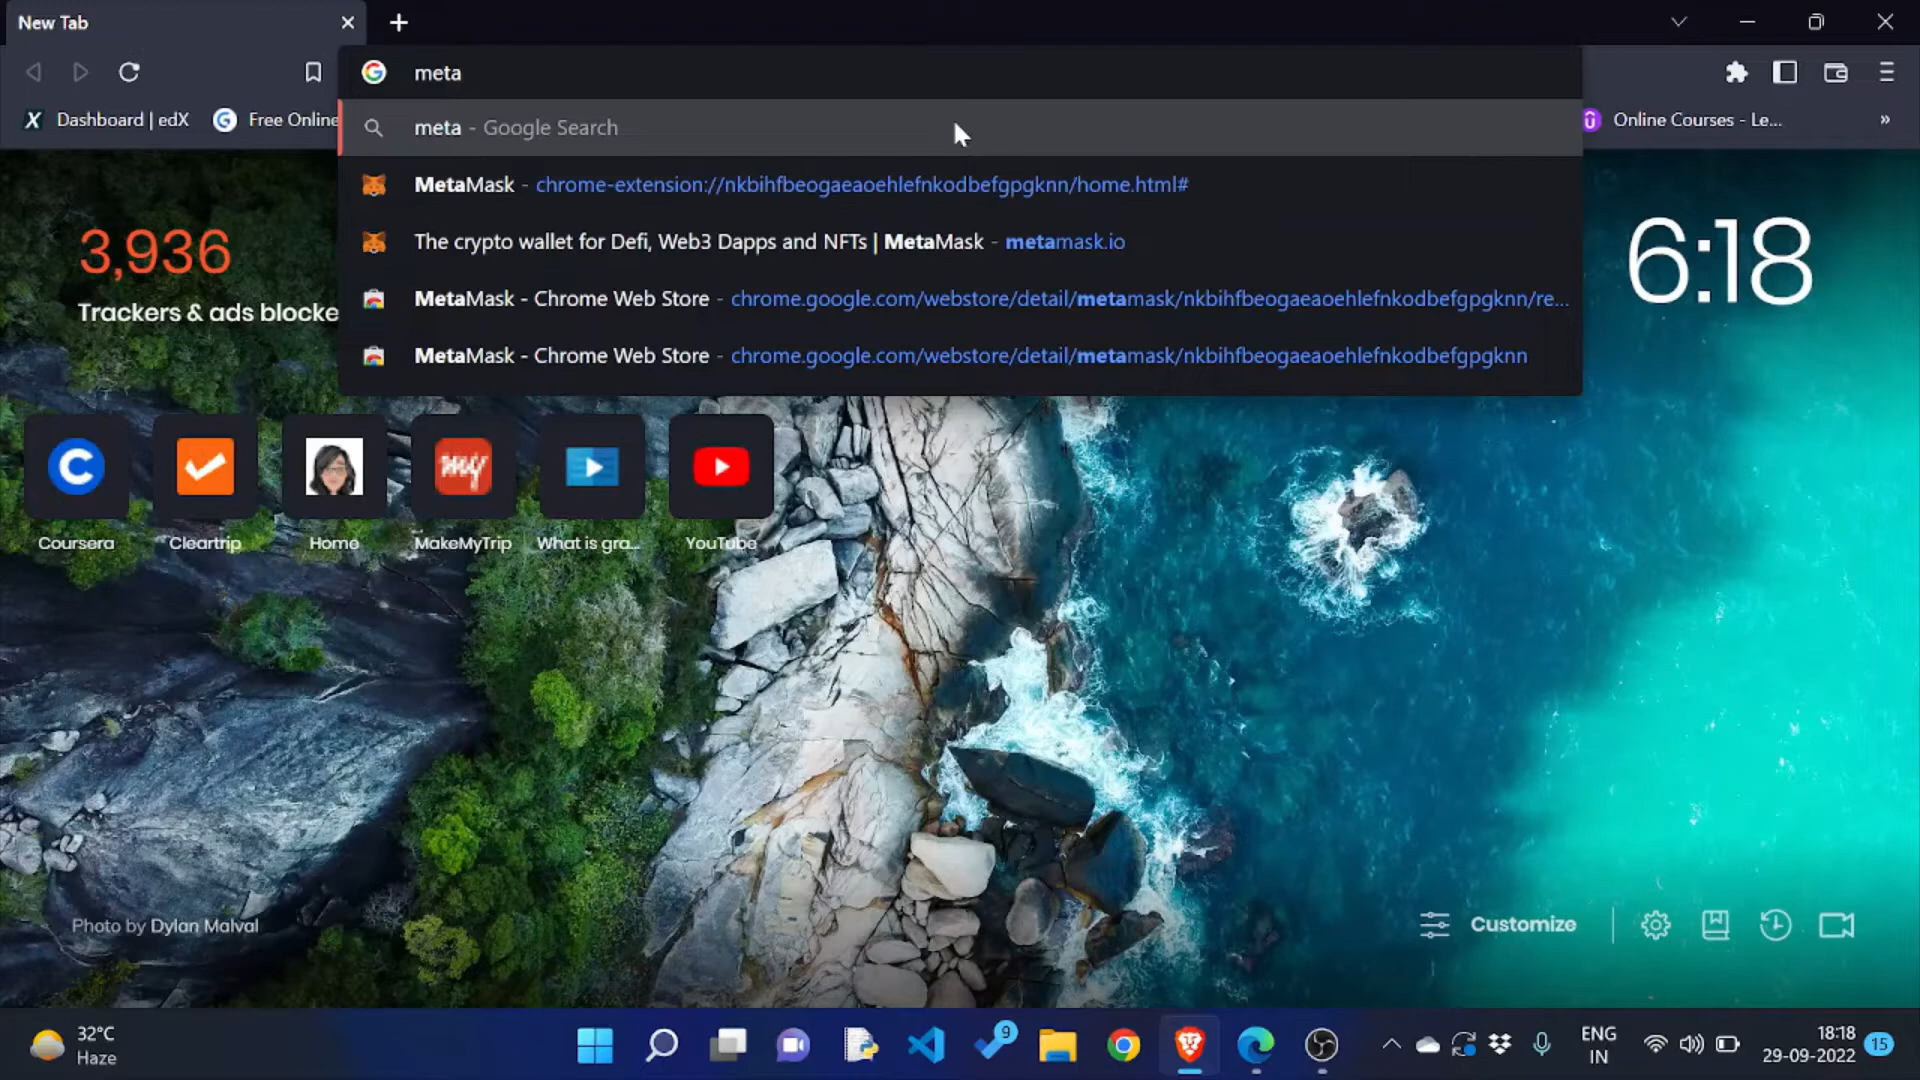 New Tab
meta
Dashboard | edX
Free Online
meta - Google Search
Online Courses - Le...
»
MetaMask - chrome-extension://nkbihfbeogaeaoehlefnkodbefgpgknn/home.html#
The crypto wallet for Defi, Web3 Dapps and NFTs | MetaMask - metamask.io
MetaMask - Chrome Web Store - chrome.google.com/webstore/detail/metamask/nkbihfbeogaeaoehlefnkodbefgpgknn/re...
MetaMask - Chrome Web Store - chrome.google.com/webstore/detail/metamask/nkbihfbeogaeaoehlefnkodbefgpgknn
3,936
6:18
Trackers & ads blocke
my
Coursera
Cleartrip
Home
MakeMyTrip
What is gra...
YouTube
Photo by Dylan Malval
Customize
32°C
Haze
9
ENG
IN
18:18
29-09-2022
15